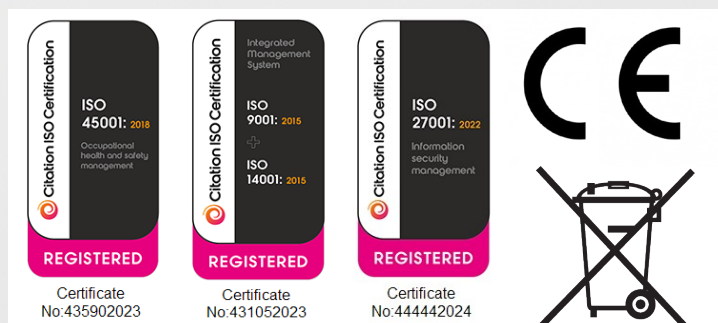 Citation ISO Certification
ISO
45001: 2018
Occupational
health and safety
management
REGISTERED
Certificate
No:435902023
Citation ISO Certification
Integrated
Management
System
ISO
9001: 2015
+
ISO
14001: 2015
REGISTERED
Certificate
No:431052023
Citation ISO Certification
ISO
27001: 2022
Information
security
management
REGISTERED
Certificate
No:444442024
CE